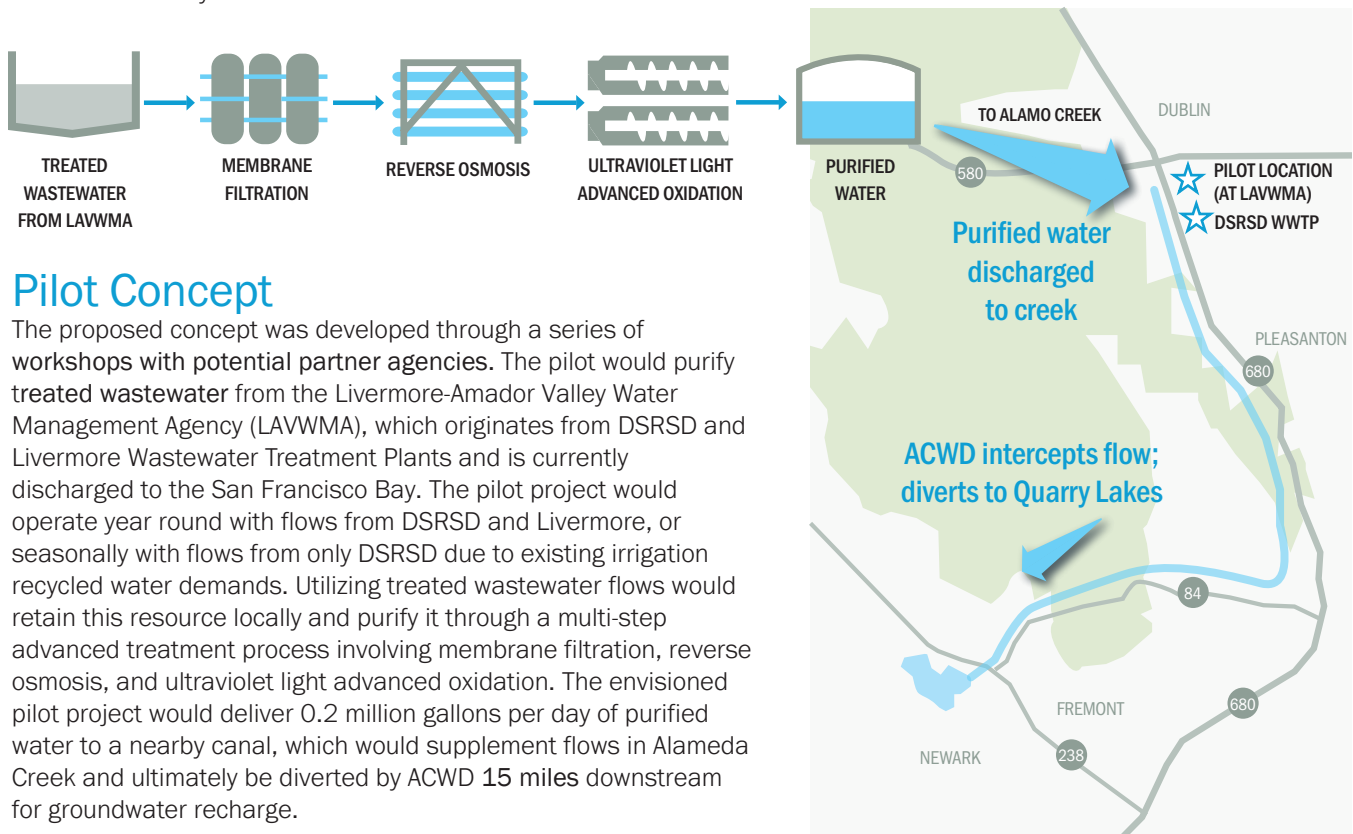 TREATED
WASTEWATER
FROM LAVWMA
MEMBRANE
FILTRATION
REVERSE OSMOSIS
ULTRAVIOLET LIGHT
ADVANCED OXIDATION
PURIFIED
WATER
Pilot Concept
The proposed concept was developed through a series of
workshops with potential partner agencies. The pilot would purify
treated wastewater from the Livermore-Amador Valley Water
Management Agency (LAVWMA), which originates from DSRSD and
Livermore Wastewater Treatment Plants and is currently
discharged to the San Francisco Bay. The pilot project would
operate year round with flows from DSRSD and Livermore, or
seasonally with flows from only DSRSD due to existing irrigation
recycled water demands. Utilizing treated wastewater flows would
retain this resource locally and purify it through a multi-step
advanced treatment process involving membrane filtration, reverse
osmosis, and ultraviolet light advanced oxidation. The envisioned
pilot project would deliver 0.2 million gallons per day of purified
water to a nearby canal, which would supplement flows in Alameda
Creek and ultimately be diverted by ACWD 15 miles downstream
for groundwater recharge.
TO ALAMO CREEK
DUBLIN
580
PILOT LOCATION
(AT LAVWMA)
DSRSD WWTP
Purified water
discharged
to creek
PLEASANTON
680
ACWD intercepts flow;
diverts to Quarry Lakes
84
FREMONT
680
NEWARK
238